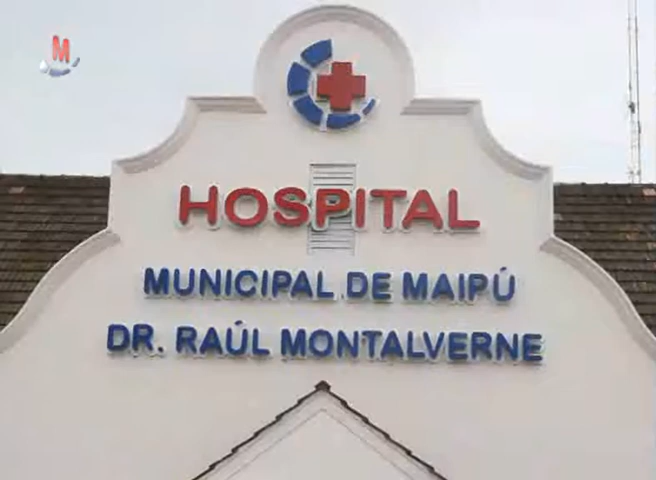 M
HOSPITAL
MUNICIPAL DE MAIPÚ
DR. RAÚL MONTALVERNE